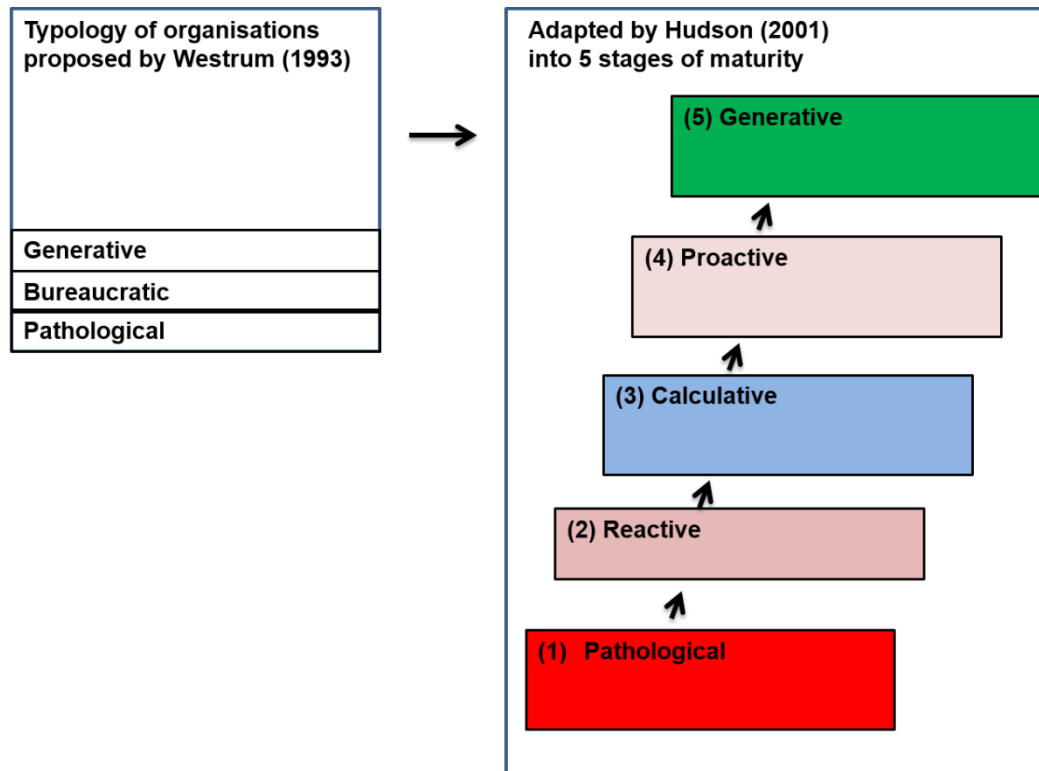 Typology of organisations
proposed by Westrum (1993)
Generative
Bureaucratic
Pathological
Adapted by Hudson (2001)
into 5 stages of maturity
(5) Generative
(4) Proactive
(3) Calculative
(2) Reactive
(1) Pathological